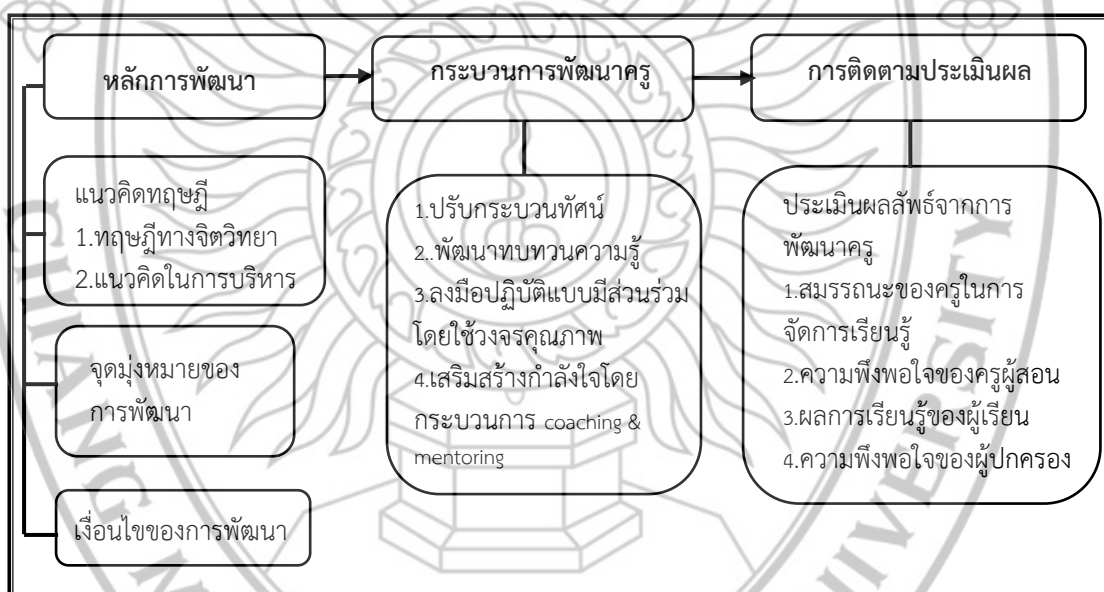 หลักการพัฒนา
กระบวนการพัฒนาครู
การติดตามประเมินผล
แนวคิดทฤษฎี
1.ทฤษฎีทางจิตวิทยา
2.แนวคิดในการบริหาร
จุดมุ่งหมายของ
การพัฒนา
เงื่อนไขของการพัฒนา
1.ปรับกระบวนทัศน์
2..พัฒนาทบทวนความรู้
3.ลงมือปฏิบัติแบบมีส่วนร่วม
โดยใช้วงจรคุณภาพ
4.เสริมสร้างกำลังใจโดย
กระบวนการ coaching &
mentoring
ประเมินผลลัพธ์จากการ
พัฒนาครู
1.สมรรถนะของครูในการ
จัดการเรียนรู้
2.ความพึงพอใจของครูผู้สอน
3.ผลการเรียนรู้ของผู้เรียน
4.ความพึงพอใจของผู้ปกครอง
CHIANG M
UNIVERSITY